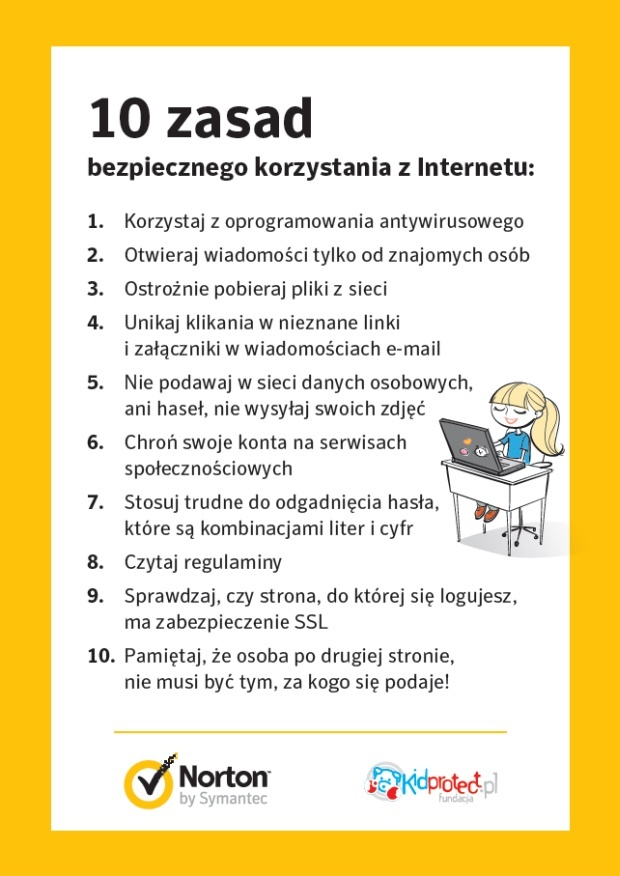 10 zasad
bezpiecznego korzystania z Internetu:
1. Korzystaj z oprogramowania antywirusowego
2. Otwieraj wiadomości tylko od znajomych osób
3. Ostrożnie pobieraj pliki z sieci
4. Unikaj klikania w nieznane linki
i załączniki w wiadomościach e-mail
5. Nie podawaj w sieci danych osobowych,
ani haseł, nie wysyłaj swoich zdjęć
6. Chroń swoje konta na serwisach
społecznościowych
7. Stosuj trudne do odgadnięcia hasła,
które są kombinacjami liter i cyfr
8. Czytaj regulaminy
9. Sprawdzaj, czy strona, do której się logujesz,
ma zabezpieczenie SSL
10. Pamiętaj, że osoba po drugiej stronie,
nie musi być tym, za kogo się podaje!
Norton
by Symantec
Kidprotect.pl
fundacja